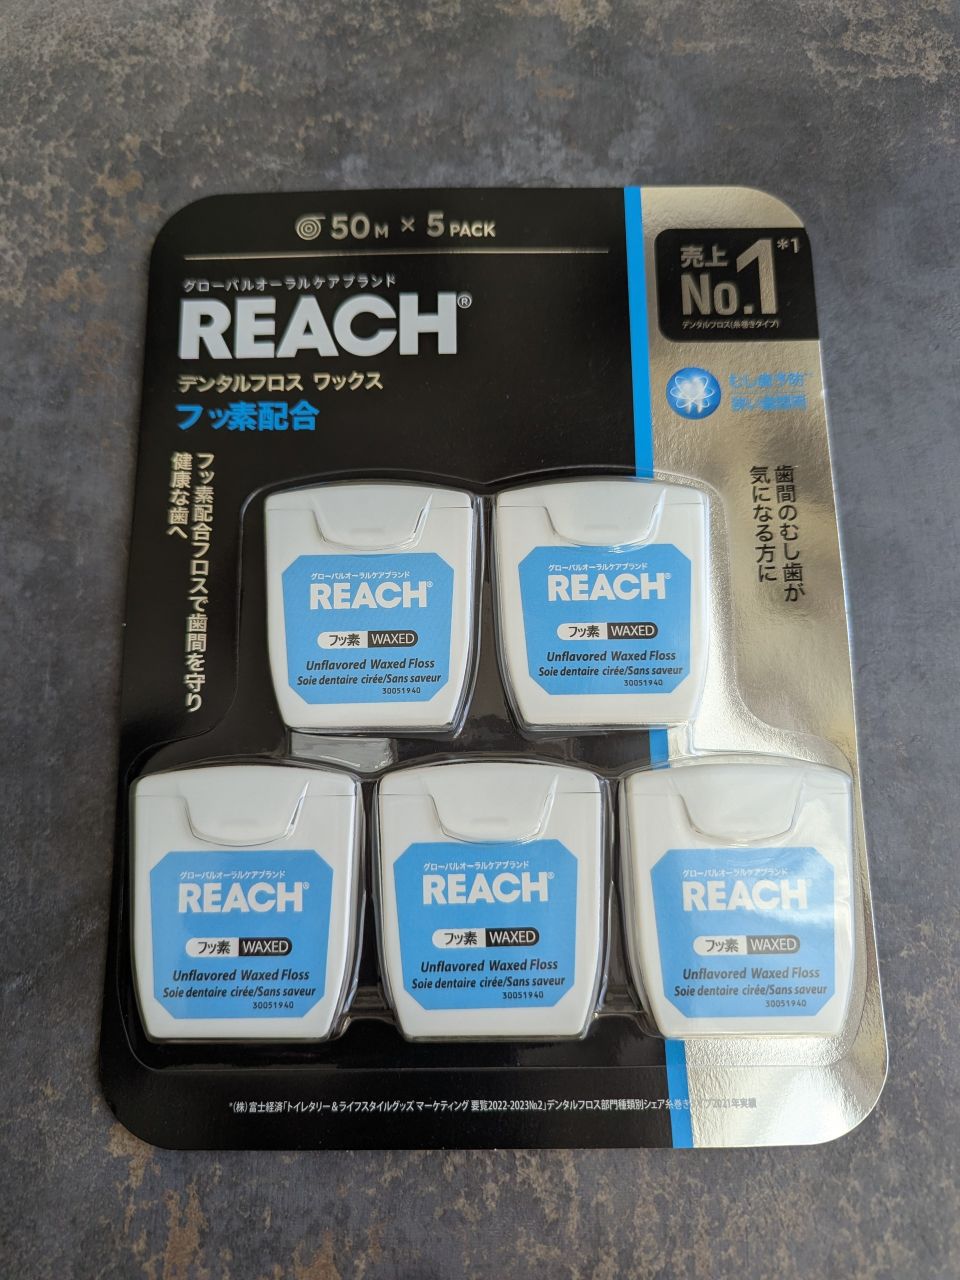 50M × 5 PACK
グローバルオーラルケアブランド
REACH®
デンタルフロス ワックス
フッ素配合
フッ素配合フロスで歯間を守り
健康な歯へ
売上
No.1*1
デンタルフロス(糸巻きタイプ)
むし歯予防
狭い歯間用
歯間のむし歯が
気になる方に
グローバルオーラルケアブランド
REACH®
フッ素 WAXED
Unflavored Waxed Floss
Soie dentaire cirée/Sans saveur
30051940
グローバルオーラルケアブランド
REACH®
フッ素 WAXED
Unflavored Waxed Floss
Soie dentaire cirée/Sans saveur
30051940
グローバルオーラルケアブランド
REACH®
フッ素 WAXED
Unflavored Waxed Floss
Soie dentaire cirée/Sans saveur
30051940
グローバルオーラルケアブランド
REACH®
フッ素 WAXED
Unflavored Waxed Floss
Soie dentaire cirée/Sans saveur
30051940
グローバルオーラルケアブランド
REACH
フッ素 WAXED
Unflavored Waxed Floss
Soie dentaire cirée/Sans saveur
30051940
*(株)富士経済「トイレタリー＆ライフスタイルグッズ マーケティング 要覧2022-2023No2」デンタルフロス部門種類別シェア糸巻きタイプ2021年実績